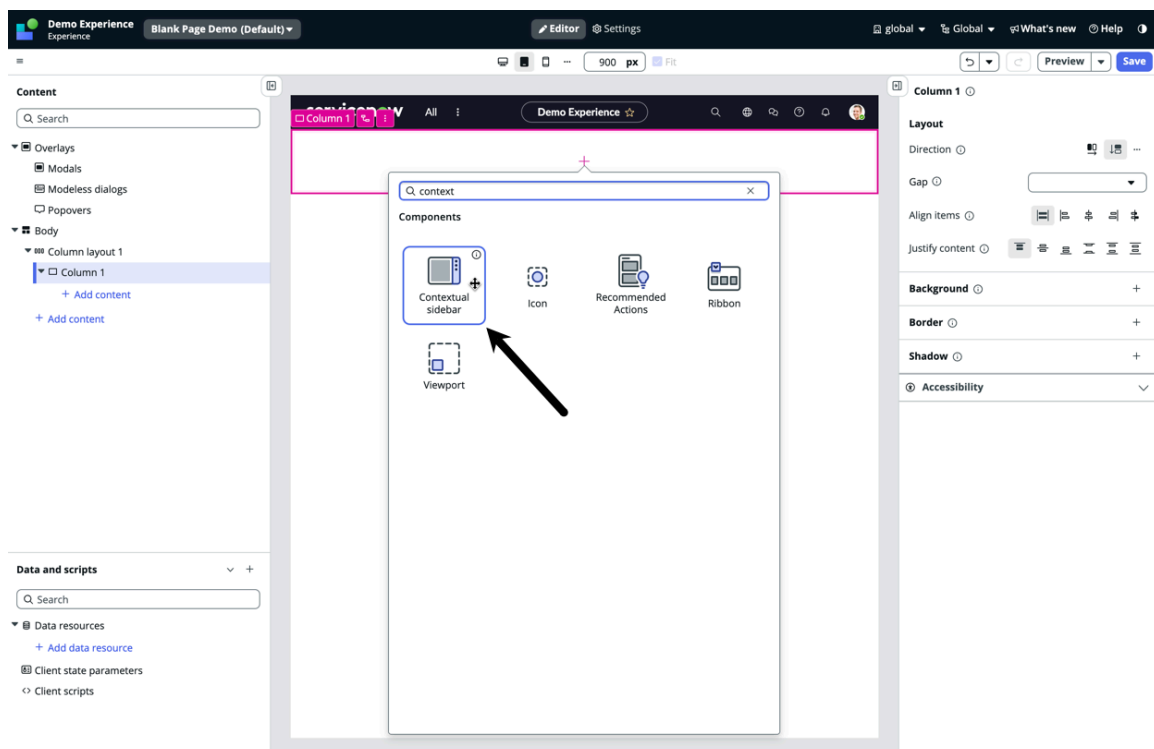 Demo Experience
Experience
Blank Page Demo (Default)
Editor
Settings
global
Global
What's new
Help
900 px
Fit
Preview
Save
Content
Search
Overlays
Modals
Modeless dialogs
Popovers
Body
Column layout 1
Column 1
+ Add content
+ Add content
Data and scripts
Search
Data resources
+ Add data resource
Client state parameters
Client scripts
servicenow
All
Demo Experience
Column 1
context
Components
Contextual
sidebar
Icon
Recommended
Actions
Ribbon
Viewport
Column 1
Layout
Direction
Gap
Align items
Justify content
Background
Border
Shadow
Accessibility